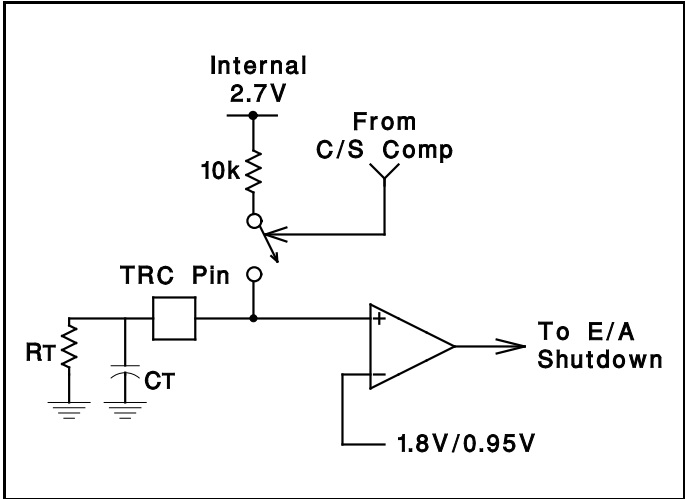 Internal
2.7V
From
C/S Comp
10k
TRC Pin
RT
CT
+
−
To E/A
Shutdown
1.8V/0.95V